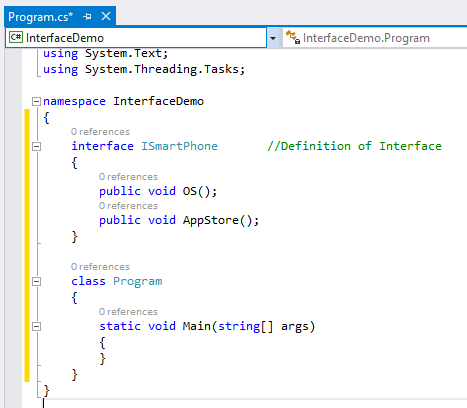 Program.cs*
C# InterfaceDemo
InterfaceDemo.Program
using System.Text;
using System.Threading.Tasks;
namespace InterfaceDemo
{
0 references
interface ISmartPhone //Definition of Interface
{
0 references
public void OS();
0 references
public void AppStore();
}
0 references
class Program
{
0 references
static void Main(string[] args)
{
}
}
}